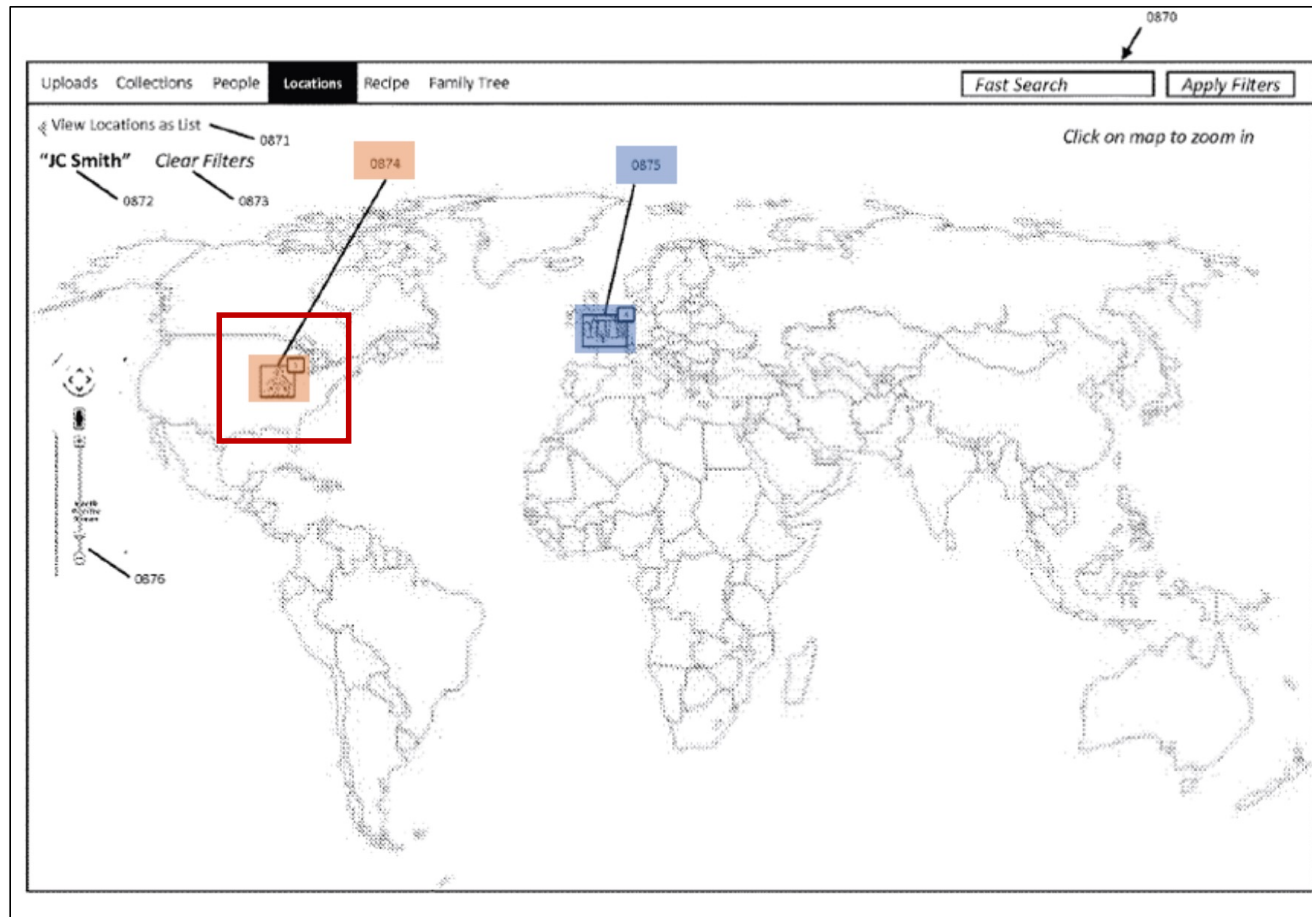 0870
Uploads Collections People Locations Recipe Family Tree Fast Search Apply Filters
View Locations as List
0871
Click on map to zoom in
"JC Smith" Clear Filters
0874
0875
0872
0873
0876